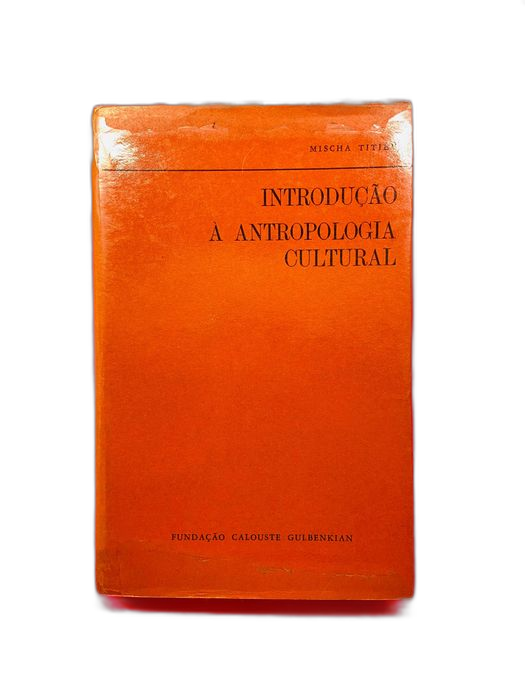 MISCHA TITIEV
INTRODUÇÃO
À ANTROPOLOGIA
CULTURAL
FUNDAÇÃO CALOUSTE GULBENKIAN